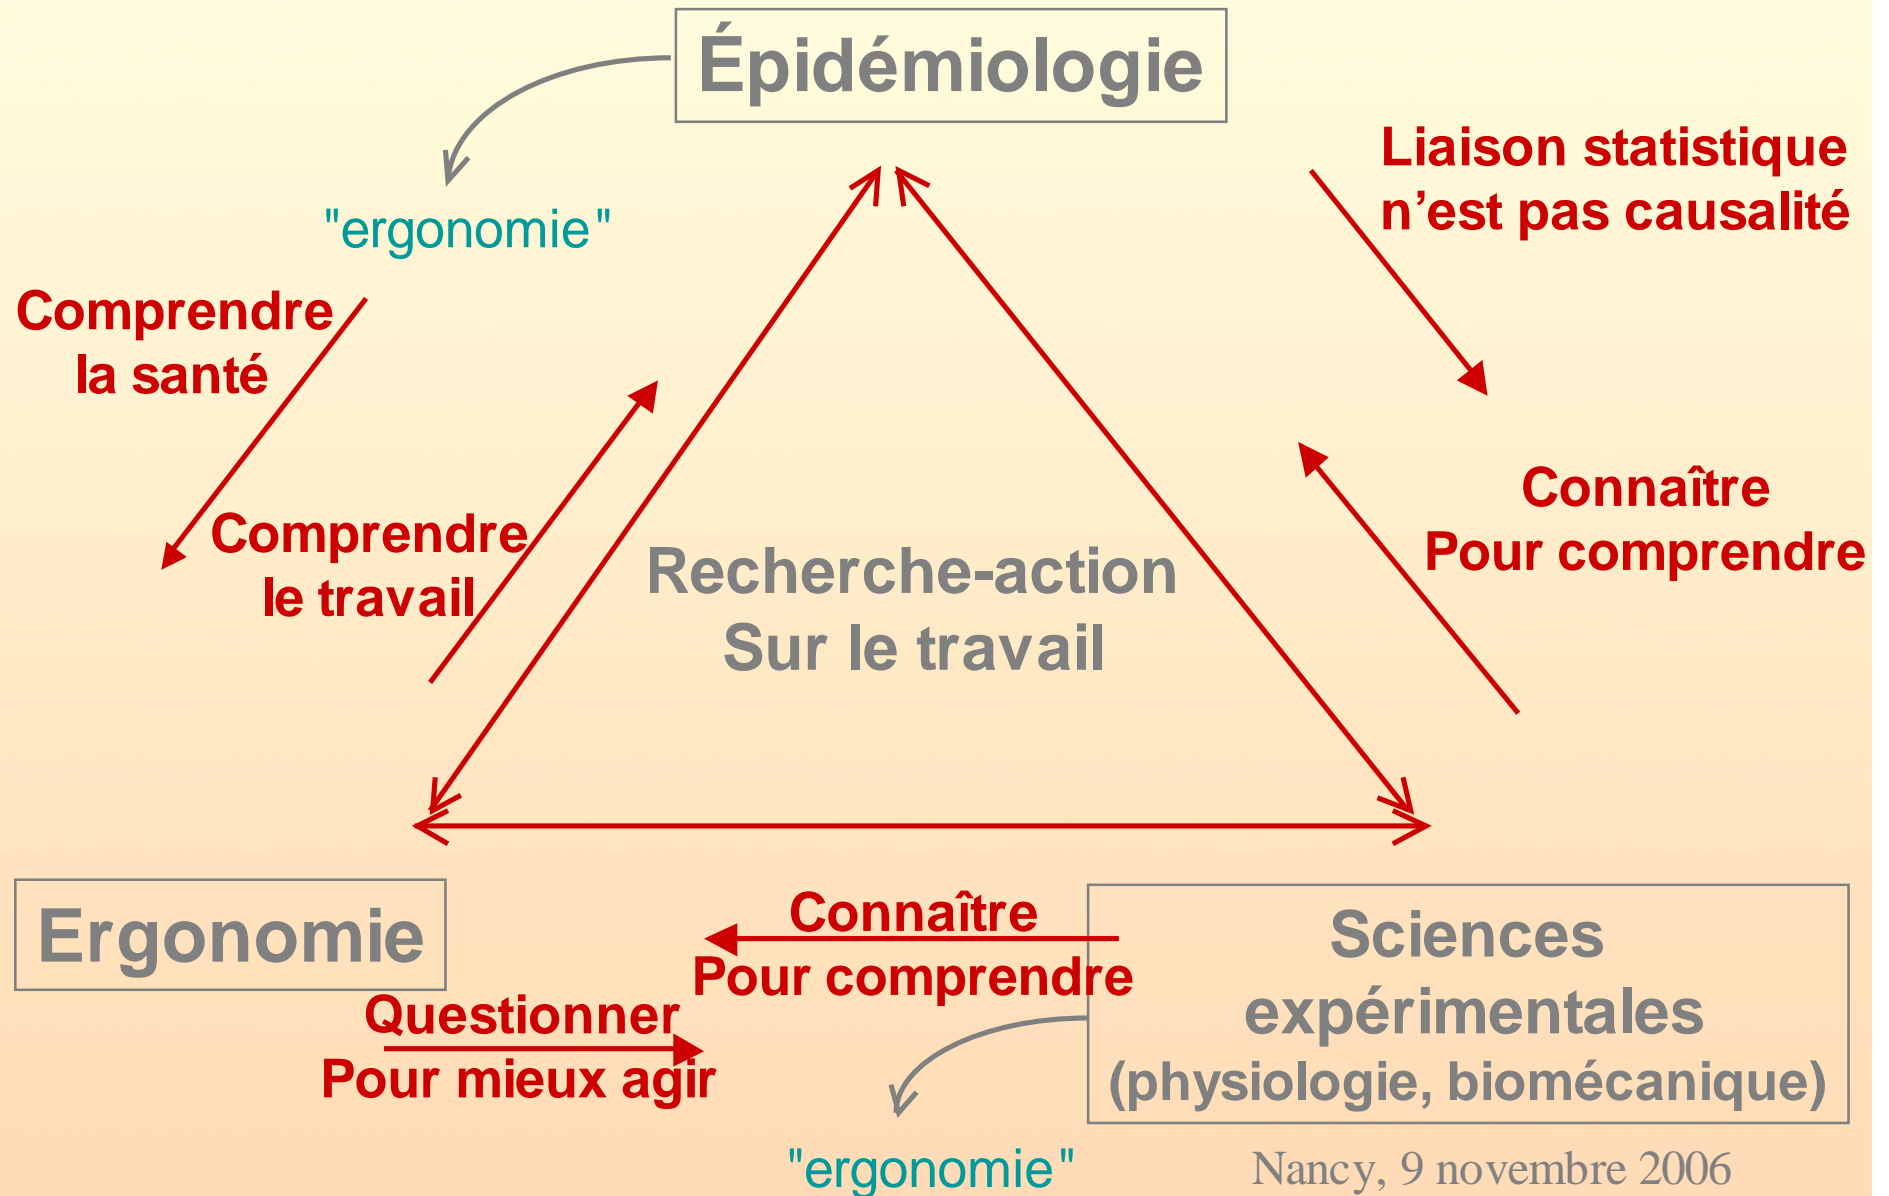 Épidémiologie
Liaison statistique
n’est pas causalité
"ergonomie"
Comprendre
la santé
Connaître
Pour comprendre
Comprendre
le travail
Recherche-action
Sur le travail
Ergonomie
Connaître
Pour comprendre
Sciences
expérimentales
(physiologie, biomécanique)
Questionner
Pour mieux agir
"ergonomie"
Nancy, 9 novembre 2006